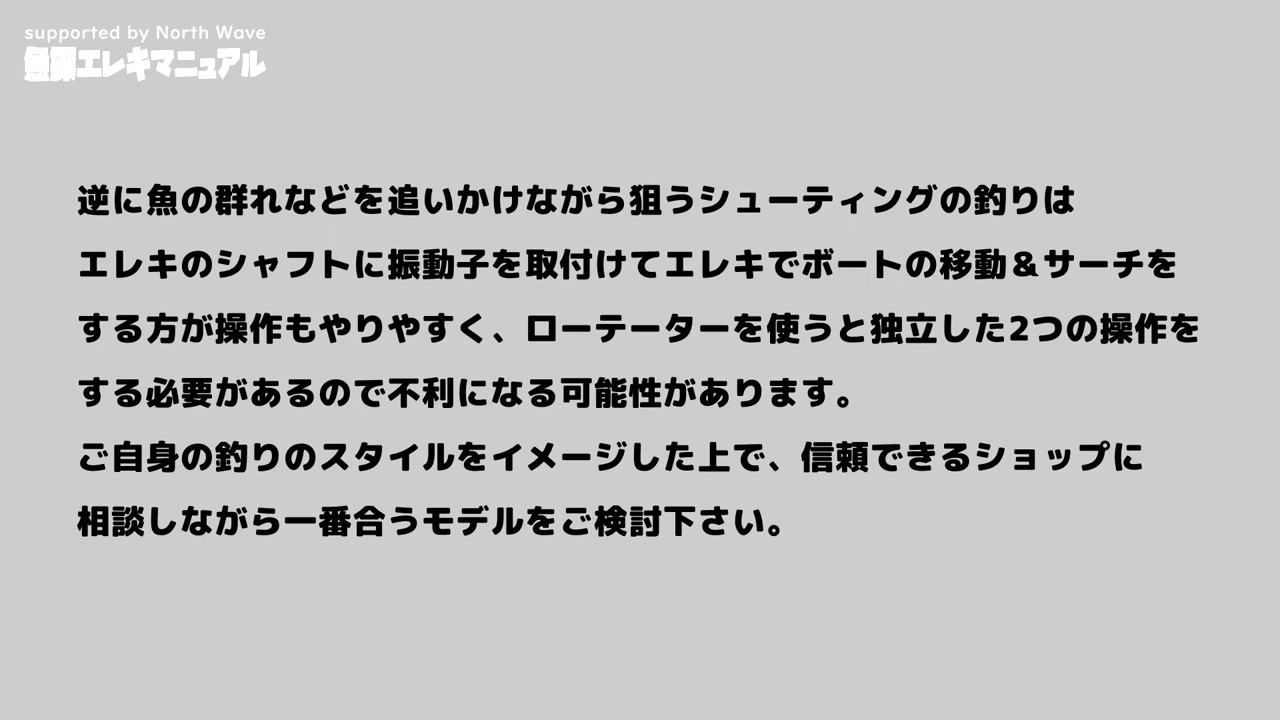 supported by North Wave
魚探エレキマニュアル
逆に魚の群れなどを追いかけながら狙うシューティングの釣りは
エレキのシャフトに振動子を取付けてエレキでボートの移動＆サーチを
する方が操作もやりやすく、ローテーターを使うと独立した2つの操作を
する必要があるので不利になる可能性があります。
ご自身の釣りのスタイルをイメージした上で、信頼できるショップに
相談しながら一番合うモデルをご検討下さい。